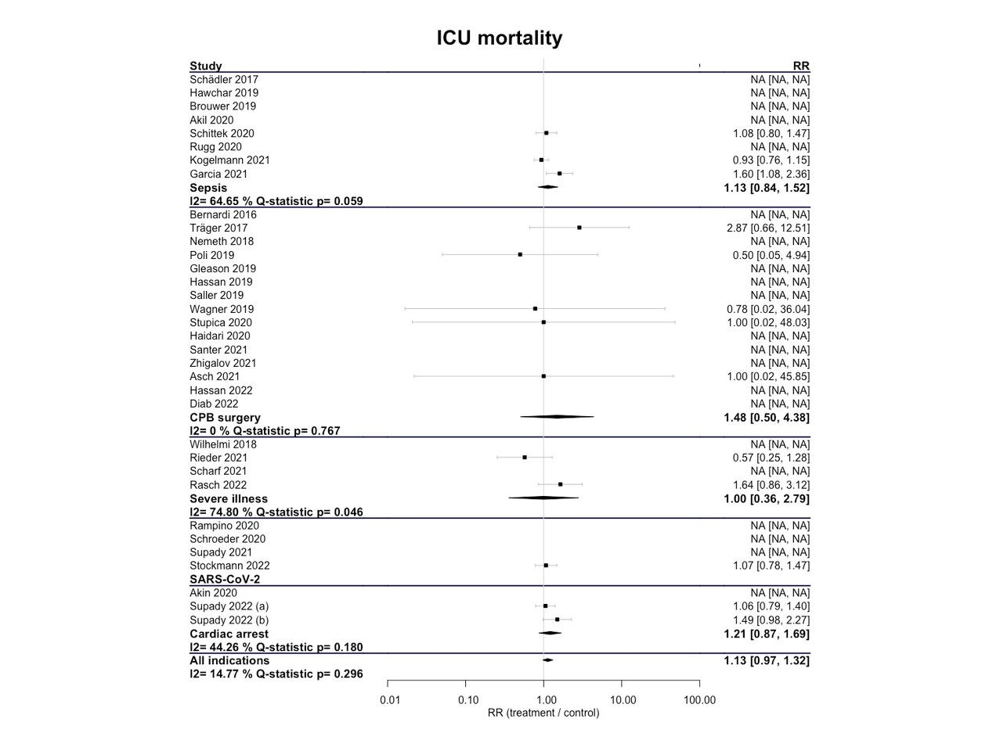 ICU mortality
Study RR
Schädler 2017 NA [NA, NA]
Hawchar 2019 NA [NA, NA]
Brouwer 2019 NA [NA, NA]
Akil 2020 NA [NA, NA]
Schittek 2020 1.08 [0.80, 1.47]
Rugg 2020 NA [NA, NA]
Kogelmann 2021 0.93 [0.76, 1.15]
Garcia 2021 1.60 [1.08, 2.36]
Sepsis 1.13 [0.84, 1.52]
I2= 64.65 % Q-statistic p= 0.059
Bernardi 2016 NA [NA, NA]
Träger 2017 2.87 [0.66, 12.51]
Nemeth 2018 NA [NA, NA]
Poli 2019 0.50 [0.05, 4.94]
Gleason 2019 NA [NA, NA]
Hassan 2019 NA [NA, NA]
Saller 2019 NA [NA, NA]
Wagner 2019 0.78 [0.02, 36.04]
Stupica 2020 1.00 [0.02, 48.03]
Haidari 2020 NA [NA, NA]
Santer 2021 NA [NA, NA]
Zhigalov 2021 NA [NA, NA]
Asch 2021 1.00 [0.02, 45.85]
Hassan 2022 NA [NA, NA]
Diab 2022 NA [NA, NA]
CPB surgery 1.48 [0.50, 4.38]
I2= 0 % Q-statistic p= 0.767
Wilhelmi 2018 NA [NA, NA]
Rieder 2021 0.57 [0.25, 1.28]
Scharf 2021 NA [NA, NA]
Rasch 2022 1.64 [0.86, 3.12]
Severe illness 1.00 [0.36, 2.79]
I2= 74.80 % Q-statistic p= 0.046
Rampino 2020 NA [NA, NA]
Schroeder 2020 NA [NA, NA]
Supady 2021 NA [NA, NA]
Stockmann 2022 1.07 [0.78, 1.47]
SARS-CoV-2
Akin 2020 NA [NA, NA]
Supady 2022 (a) 1.06 [0.79, 1.40]
Supady 2022 (b) 1.49 [0.98, 2.27]
Cardiac arrest 1.21 [0.87, 1.69]
I2= 44.26 % Q-statistic p= 0.180
All indications 1.13 [0.97, 1.32]
I2= 14.77 % Q-statistic p= 0.296
0.01 0.10 1.00 10.00 100.00
RR (treatment / control)